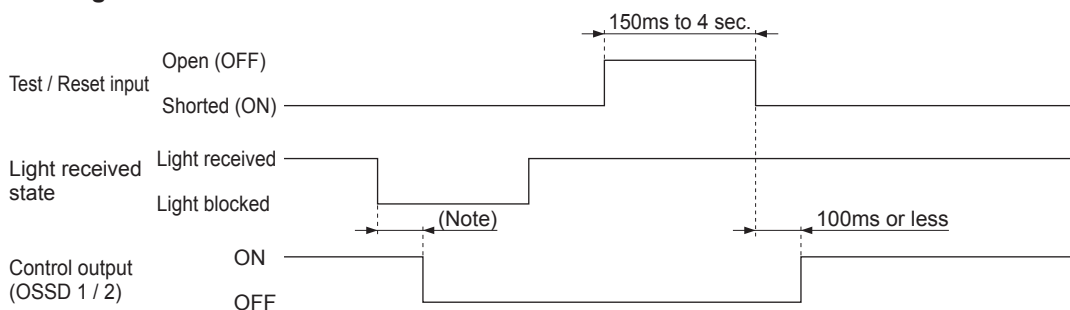 150ms to 4 sec.
Test / Reset input
Open (OFF)
Shorted (ON)
Light received
state
Light received
Light blocked
(Note)
100ms or less
Control output
(OSSD 1 / 2)
ON
OFF